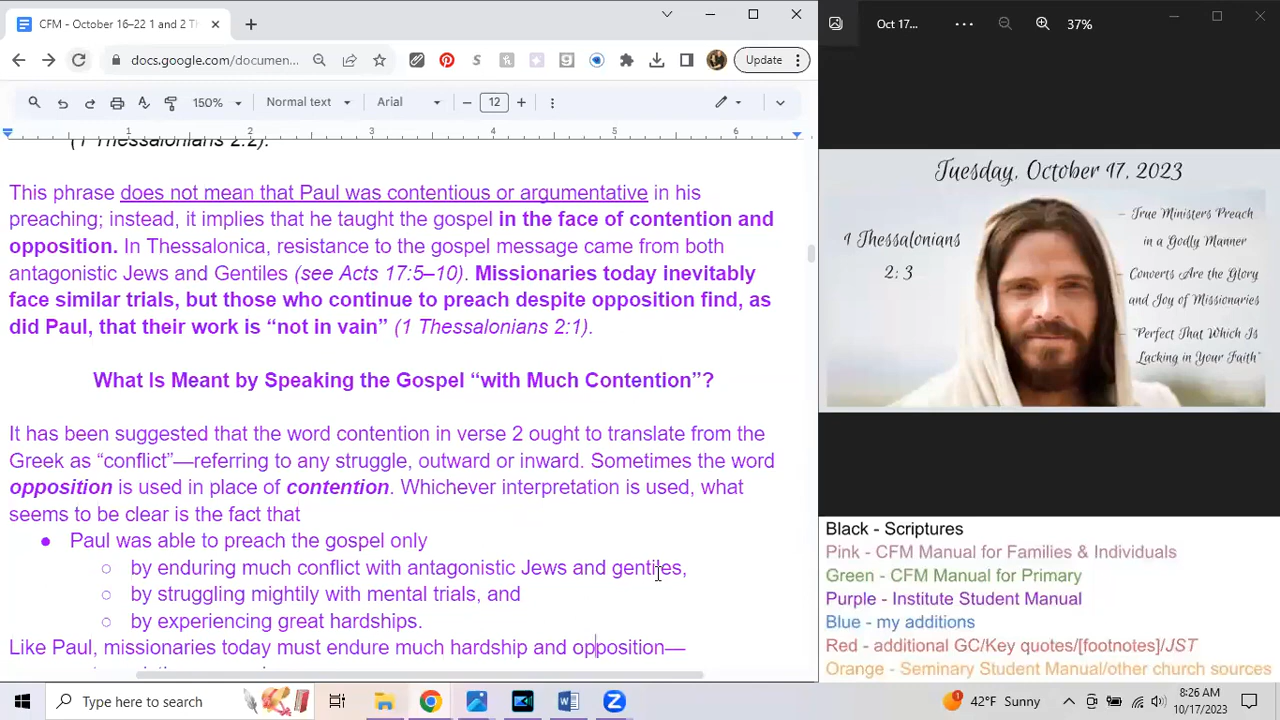 CFM - October 16–22 1 and 2 Th
Oct 17...
37%
docs.google.com/documen...
Update
150%
Normal text
Arial
12
1
2
3
4
5
6
(1 Thessalonians 2:2).
This phrase does not mean that Paul was contentious or argumentative in his
preaching; instead, it implies that he taught the gospel in the face of contention and
opposition. In Thessalonica, resistance to the gospel message came from both
antagonistic Jews and Gentiles (see Acts 17:5–10). Missionaries today inevitably
face similar trials, but those who continue to preach despite opposition find, as
did Paul, that their work is “not in vain” (1 Thessalonians 2:1).
What Is Meant by Speaking the Gospel “with Much Contention”?
It has been suggested that the word contention in verse 2 ought to translate from the
Greek as “conflict”—referring to any struggle, outward or inward. Sometimes the word
opposition is used in place of contention. Whichever interpretation is used, what
seems to be clear is the fact that
● Paul was able to preach the gospel only
○ by enduring much conflict with antagonistic Jews and gentiles,
○ by struggling mightily with mental trials, and
○ by experiencing great hardships.
Like Paul, missionaries today must endure much hardship and opposition—
Tuesday, October 17, 2023
1 Thessalonians
2: 3
– True Ministers Preach
in a Godly Manner
– Converts Are the Glory
and Joy of Missionaries
– "Perfect That Which Is
Lacking in Your Faith"
Black - Scriptures
Pink - CFM Manual for Families & Individuals
Green - CFM Manual for Primary
Purple - Institute Student Manual
Blue - my additions
Red - additional GC/Key quotes/[footnotes]/JST
Orange - Seminary Student Manual/other church sources
Type here to search
42°F Sunny
8:26 AM
10/17/2023